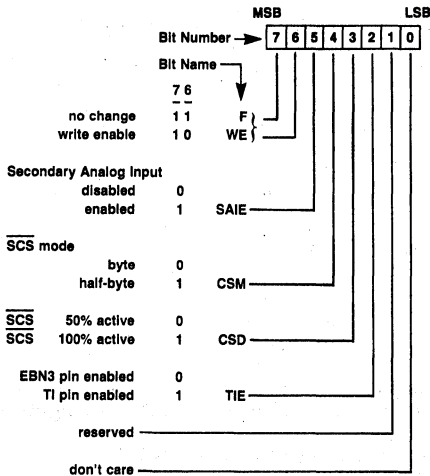 MSB LSB
Bit Number 7 6 5 4 3 2 1 0
Bit Name
7 6
no change 1 1 F
write enable 1 0 WE
Secondary Analog Input
disabled 0
enabled 1 SAIE
SCS mode
byte 0
half-byte 1 CSM
SCS 50% active 0
SCS 100% active 1 CSD
EBN3 pin enabled 0
TI pin enabled 1 TIE
reserved
don't care